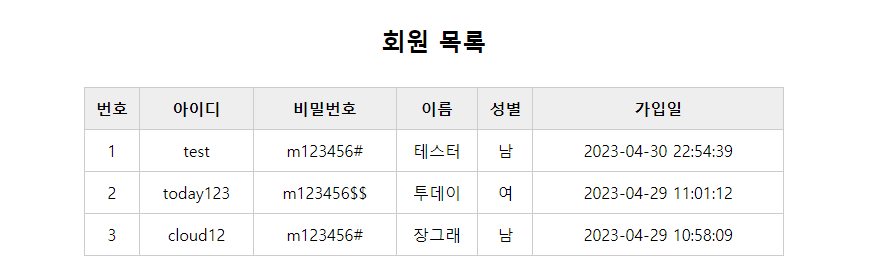 회원 목록
번호 아이디 비밀번호 이름 성별 가입일
1 test m123456# 테스터 남 2023-04-30 22:54:39
2 today123 m123456$$ 투데이 여 2023-04-29 11:01:12
3 cloud12 m123456# 장그래 남 2023-04-29 10:58:09